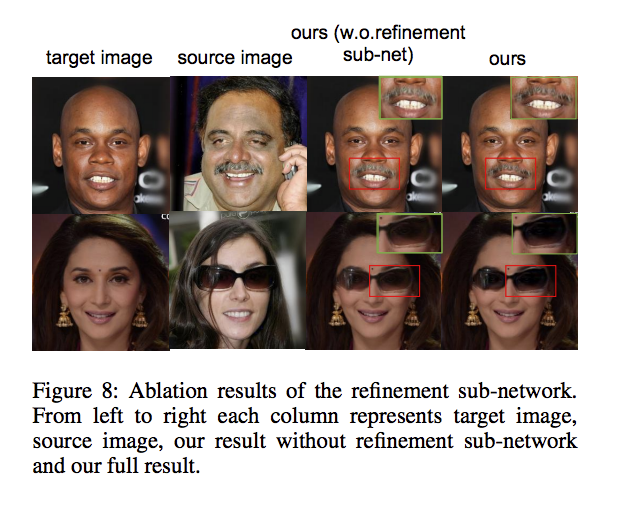 ours (w.o.refinement
sub-net)
target image source image ours
Figure 8: Ablation results of the refinement sub-network.
From left to right each column represents target image,
source image, our result without refinement sub-network
and our full result.